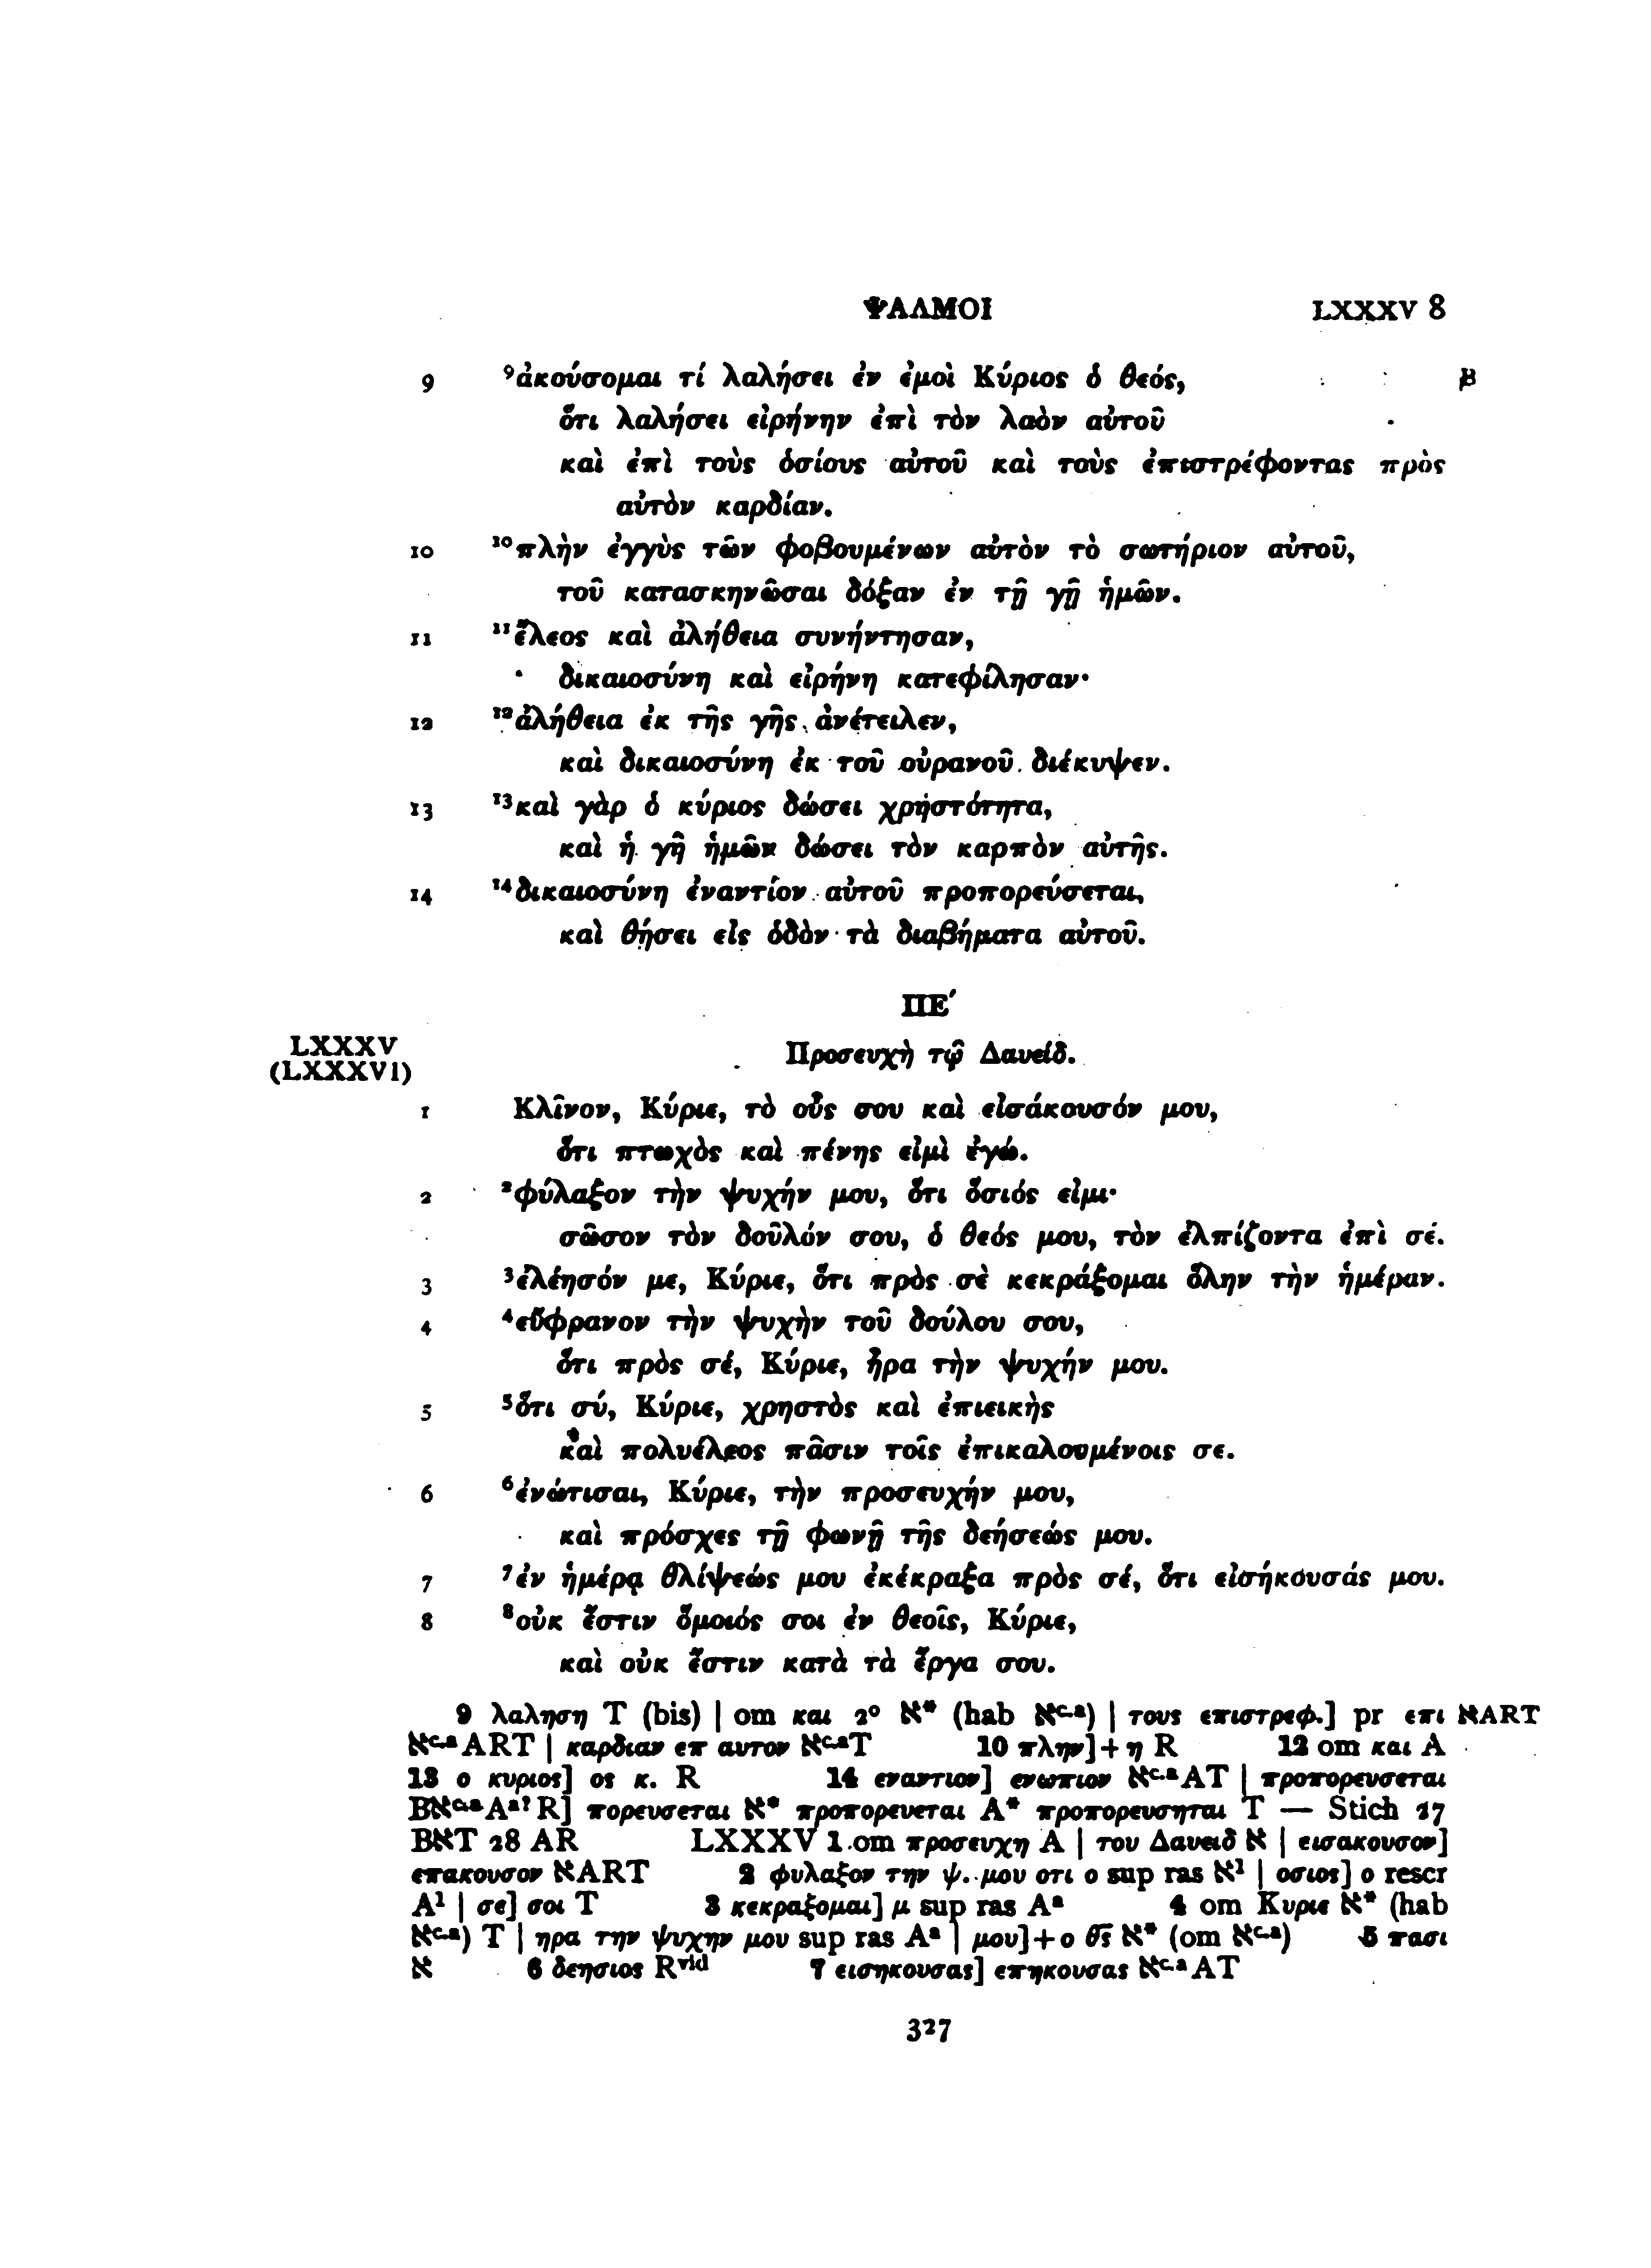 ΨΑΛΜΟΙ LXXXV 8
9 ⁹ἀκούσομαι τί λαλήσει ἐν ἐμοὶ Κύριος ὁ θεός, B
ὅτι λαλήσει εἰρήνην ἐπὶ τὸν λαὸν αὐτοῦ
καὶ ἐπὶ τοὺς ὁσίους αὐτοῦ καὶ τοὺς ἐπιστρέφοντας πρὸς
αὐτὸν καρδίαν.
10 ¹⁰πλὴν ἐγγὺς τῶν φοβουμένων αὐτὸν τὸ σωτήριον αὐτοῦ,
τοῦ κατασκηνῶσαι δόξαν ἐν τῇ γῇ ἡμῶν.
11 ¹¹ἔλεος καὶ ἀλήθεια συνήντησαν,
δικαιοσύνη καὶ εἰρήνη κατεφίλησαν·
12 ¹²ἀλήθεια ἐκ τῆς γῆς ἀνέτειλεν,
καὶ δικαιοσύνη ἐκ τοῦ οὐρανοῦ διέκυψεν.
13 ¹³καὶ γὰρ ὁ κύριος δώσει χρηστότητα,
καὶ ἡ γῆ ἡμῶν δώσει τὸν καρπὸν αὐτῆς.
14 ¹⁴δικαιοσύνη ἐναντίον αὐτοῦ προπορεύσεται,
καὶ θήσει εἰς ὁδὸν τὰ διαβήματα αὐτοῦ.
ΠΕ´
LXXXV
(LXXXVI) Προσευχὴ τῷ Δαυείδ.
1 Κλῖνον, Κύριε, τὸ οὖς σου καὶ εἰσάκουσόν μου,
ὅτι πτωχὸς καὶ πένης εἰμὶ ἐγώ.
2 ²φύλαξον τὴν ψυχήν μου, ὅτι ὅσιός εἰμι·
σῶσον τὸν δοῦλόν σου, ὁ θεός μου, τὸν ἐλπίζοντα ἐπὶ σέ.
3 ³ἐλέησόν με, Κύριε, ὅτι πρὸς σὲ κεκράξομαι ὅλην τὴν ἡμέραν.
4 ⁴εὔφρανον τὴν ψυχὴν τοῦ δούλου σου,
ὅτι πρὸς σέ, Κύριε, ἦρα τὴν ψυχήν μου.
5 ⁵ὅτι σύ, Κύριε, χρηστὸς καὶ ἐπιεικὴς
καὶ πολυέλεος πᾶσιν τοῖς ἐπικαλουμένοις σε.
6 ⁶ἐνώτισαι, Κύριε, τὴν προσευχήν μου,
καὶ πρόσχες τῇ φωνῇ τῆς δεήσεώς μου.
7 ⁷ἐν ἡμέρᾳ θλίψεώς μου ἐκέκραξα πρὸς σέ, ὅτι εἰσήκουσάς μου.
8 ⁸οὐκ ἔστιν ὅμοιός σοι ἐν θεοῖς, Κύριε,
καὶ οὐκ ἔστιν κατὰ τὰ ἔργα σου.
9 λαληση T (bis) | om και 2° א* (hab אᶜ·ᵃ) | τους επιστρεφ.] pr επι אART
אᶜ·ᵃ ART | καρδιαν επ αυτον אᶜ·ᵃT 10 πλην]+η R 12 om και A
13 ο κυριος] ος κ. R 14 εναντιον] ενωπιον אᶜ·ᵃAT | προπορευσεται
Bאᶜ·ᵃAᵃ?R] πορευσεται א* προπορευεται A* προπορευσηται T — Stich 27
BאT 28 AR LXXXV 1 om προσευχη A | του Δαυειδ א | εισακουσον]
επακουσον אART 2 φυλαξον την ψ. μου οτι ο sup ras א¹ | οσιος] ο rescr
A¹ | σε] σοι T 3 κεκραξομαι] μ sup ras Aᵃ 4 om Κυριε א* (hab
אᶜ·ᵃ) T | ηρα την ψυχην μου sup ras Aᵃ | μου]+ο θ̅ς̅ א* (om אᶜ·ᵃ) 5 πασι
א 6 δεησιος Rᵛⁱᵈ 7 εισηκουσας] επηκουσας אᶜ·ᵃAT
327